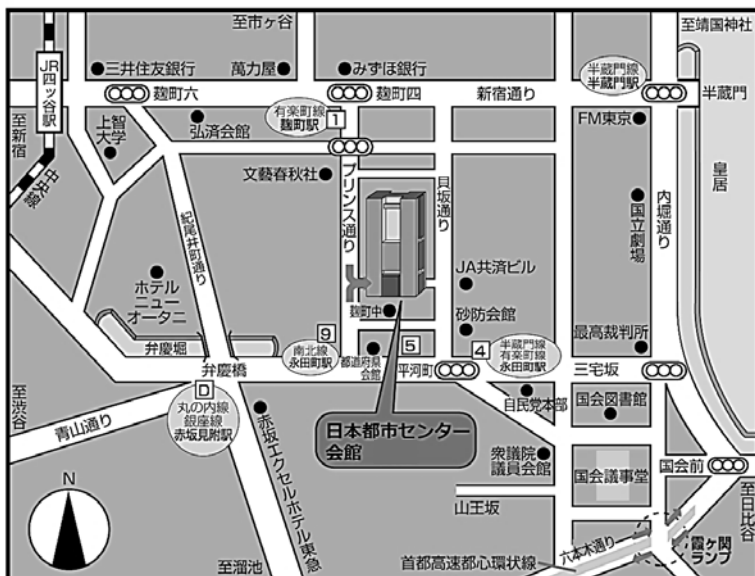 至市ヶ谷
至靖国神社
JR
四ッ谷駅
三井住友銀行
萬力屋
みずほ銀行
半蔵門線
半蔵門駅
麹町六
麹町四
新宿通り
半蔵門
有楽町線
麹町駅
1
至新宿
上智
大学
弘済会館
FM東京
中央線
文藝春秋社
プリンス通り
貝坂通り
皇居
紀尾井町通り
国立劇場
内堀通り
ホテル
ニュー
オータニ
JA共済ビル
麹町中
砂防会館
弁慶堀
9
南北線
永田町駅
都道府県
会館
5
平河町
4
半蔵門線
有楽町線
永田町駅
最高裁判所
三宅坂
弁慶橋
至渋谷
D
丸の内線
銀座線
赤坂見附駅
青山通り
自民党本部
国会図書館
日本都市センター
会館
赤坂エクセルホテル東急
衆議院
議員会館
国会議事堂
国会前
至日比谷
山王坂
N
六本木通り
霞ヶ関
ランプ
首都高速都心環状線
至溜池